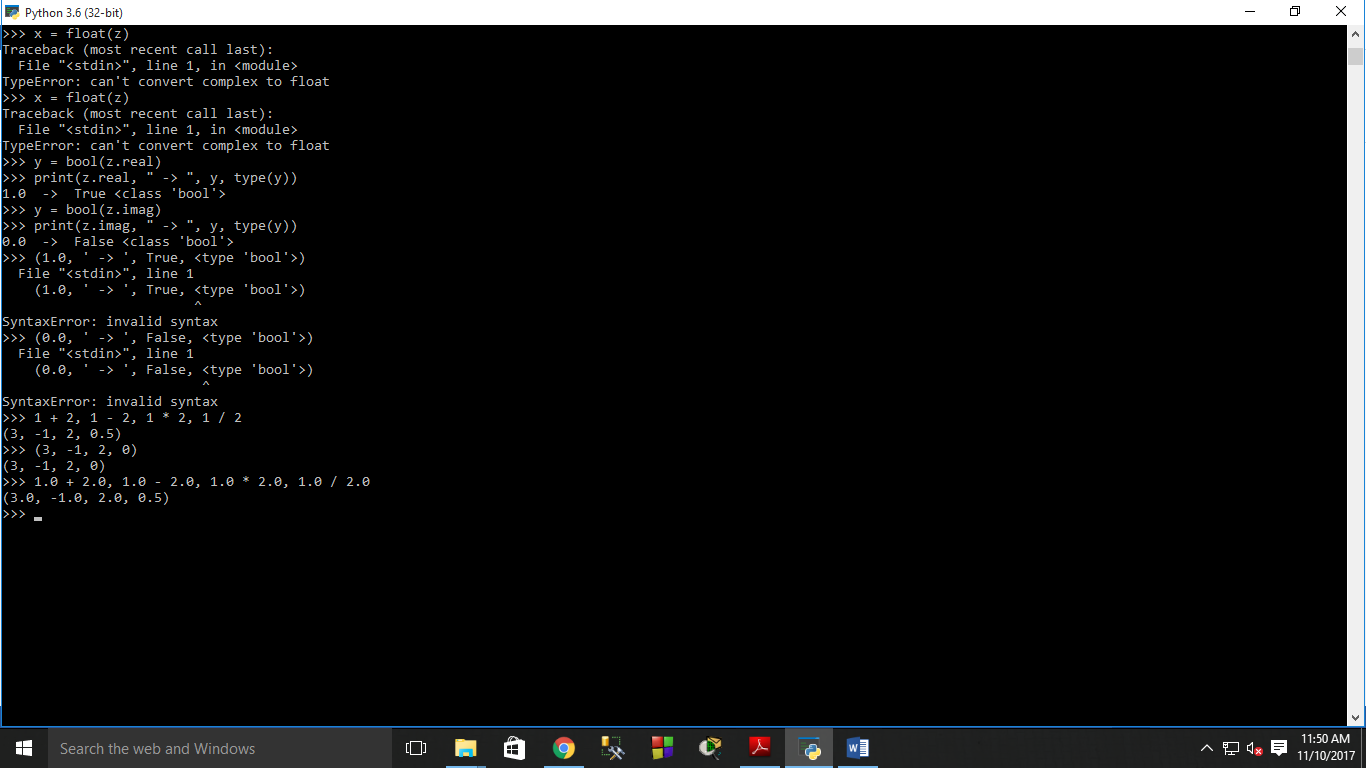 Python 3.6 (32-bit)
>>> x = float(z)
Traceback (most recent call last):
  File "<stdin>", line 1, in <module>
TypeError: can't convert complex to float
>>> x = float(z)
Traceback (most recent call last):
  File "<stdin>", line 1, in <module>
TypeError: can't convert complex to float
>>> y = bool(z.real)
>>> print(z.real, " -> ", y, type(y))
1.0  ->  True <class 'bool'>
>>> y = bool(z.imag)
>>> print(z.imag, " -> ", y, type(y))
0.0  ->  False <class 'bool'>
>>> (1.0, ' -> ', True, <type 'bool'>)
  File "<stdin>", line 1
    (1.0, ' -> ', True, <type 'bool'>)
                        ^
SyntaxError: invalid syntax
>>> (0.0, ' -> ', False, <type 'bool'>)
  File "<stdin>", line 1
    (0.0, ' -> ', False, <type 'bool'>)
                         ^
SyntaxError: invalid syntax
>>> 1 + 2, 1 - 2, 1 * 2, 1 / 2
(3, -1, 2, 0.5)
>>> (3, -1, 2, 0)
(3, -1, 2, 0)
>>> 1.0 + 2.0, 1.0 - 2.0, 1.0 * 2.0, 1.0 / 2.0
(3.0, -1.0, 2.0, 0.5)
>>>
Search the web and Windows
11:50 AM
11/10/2017